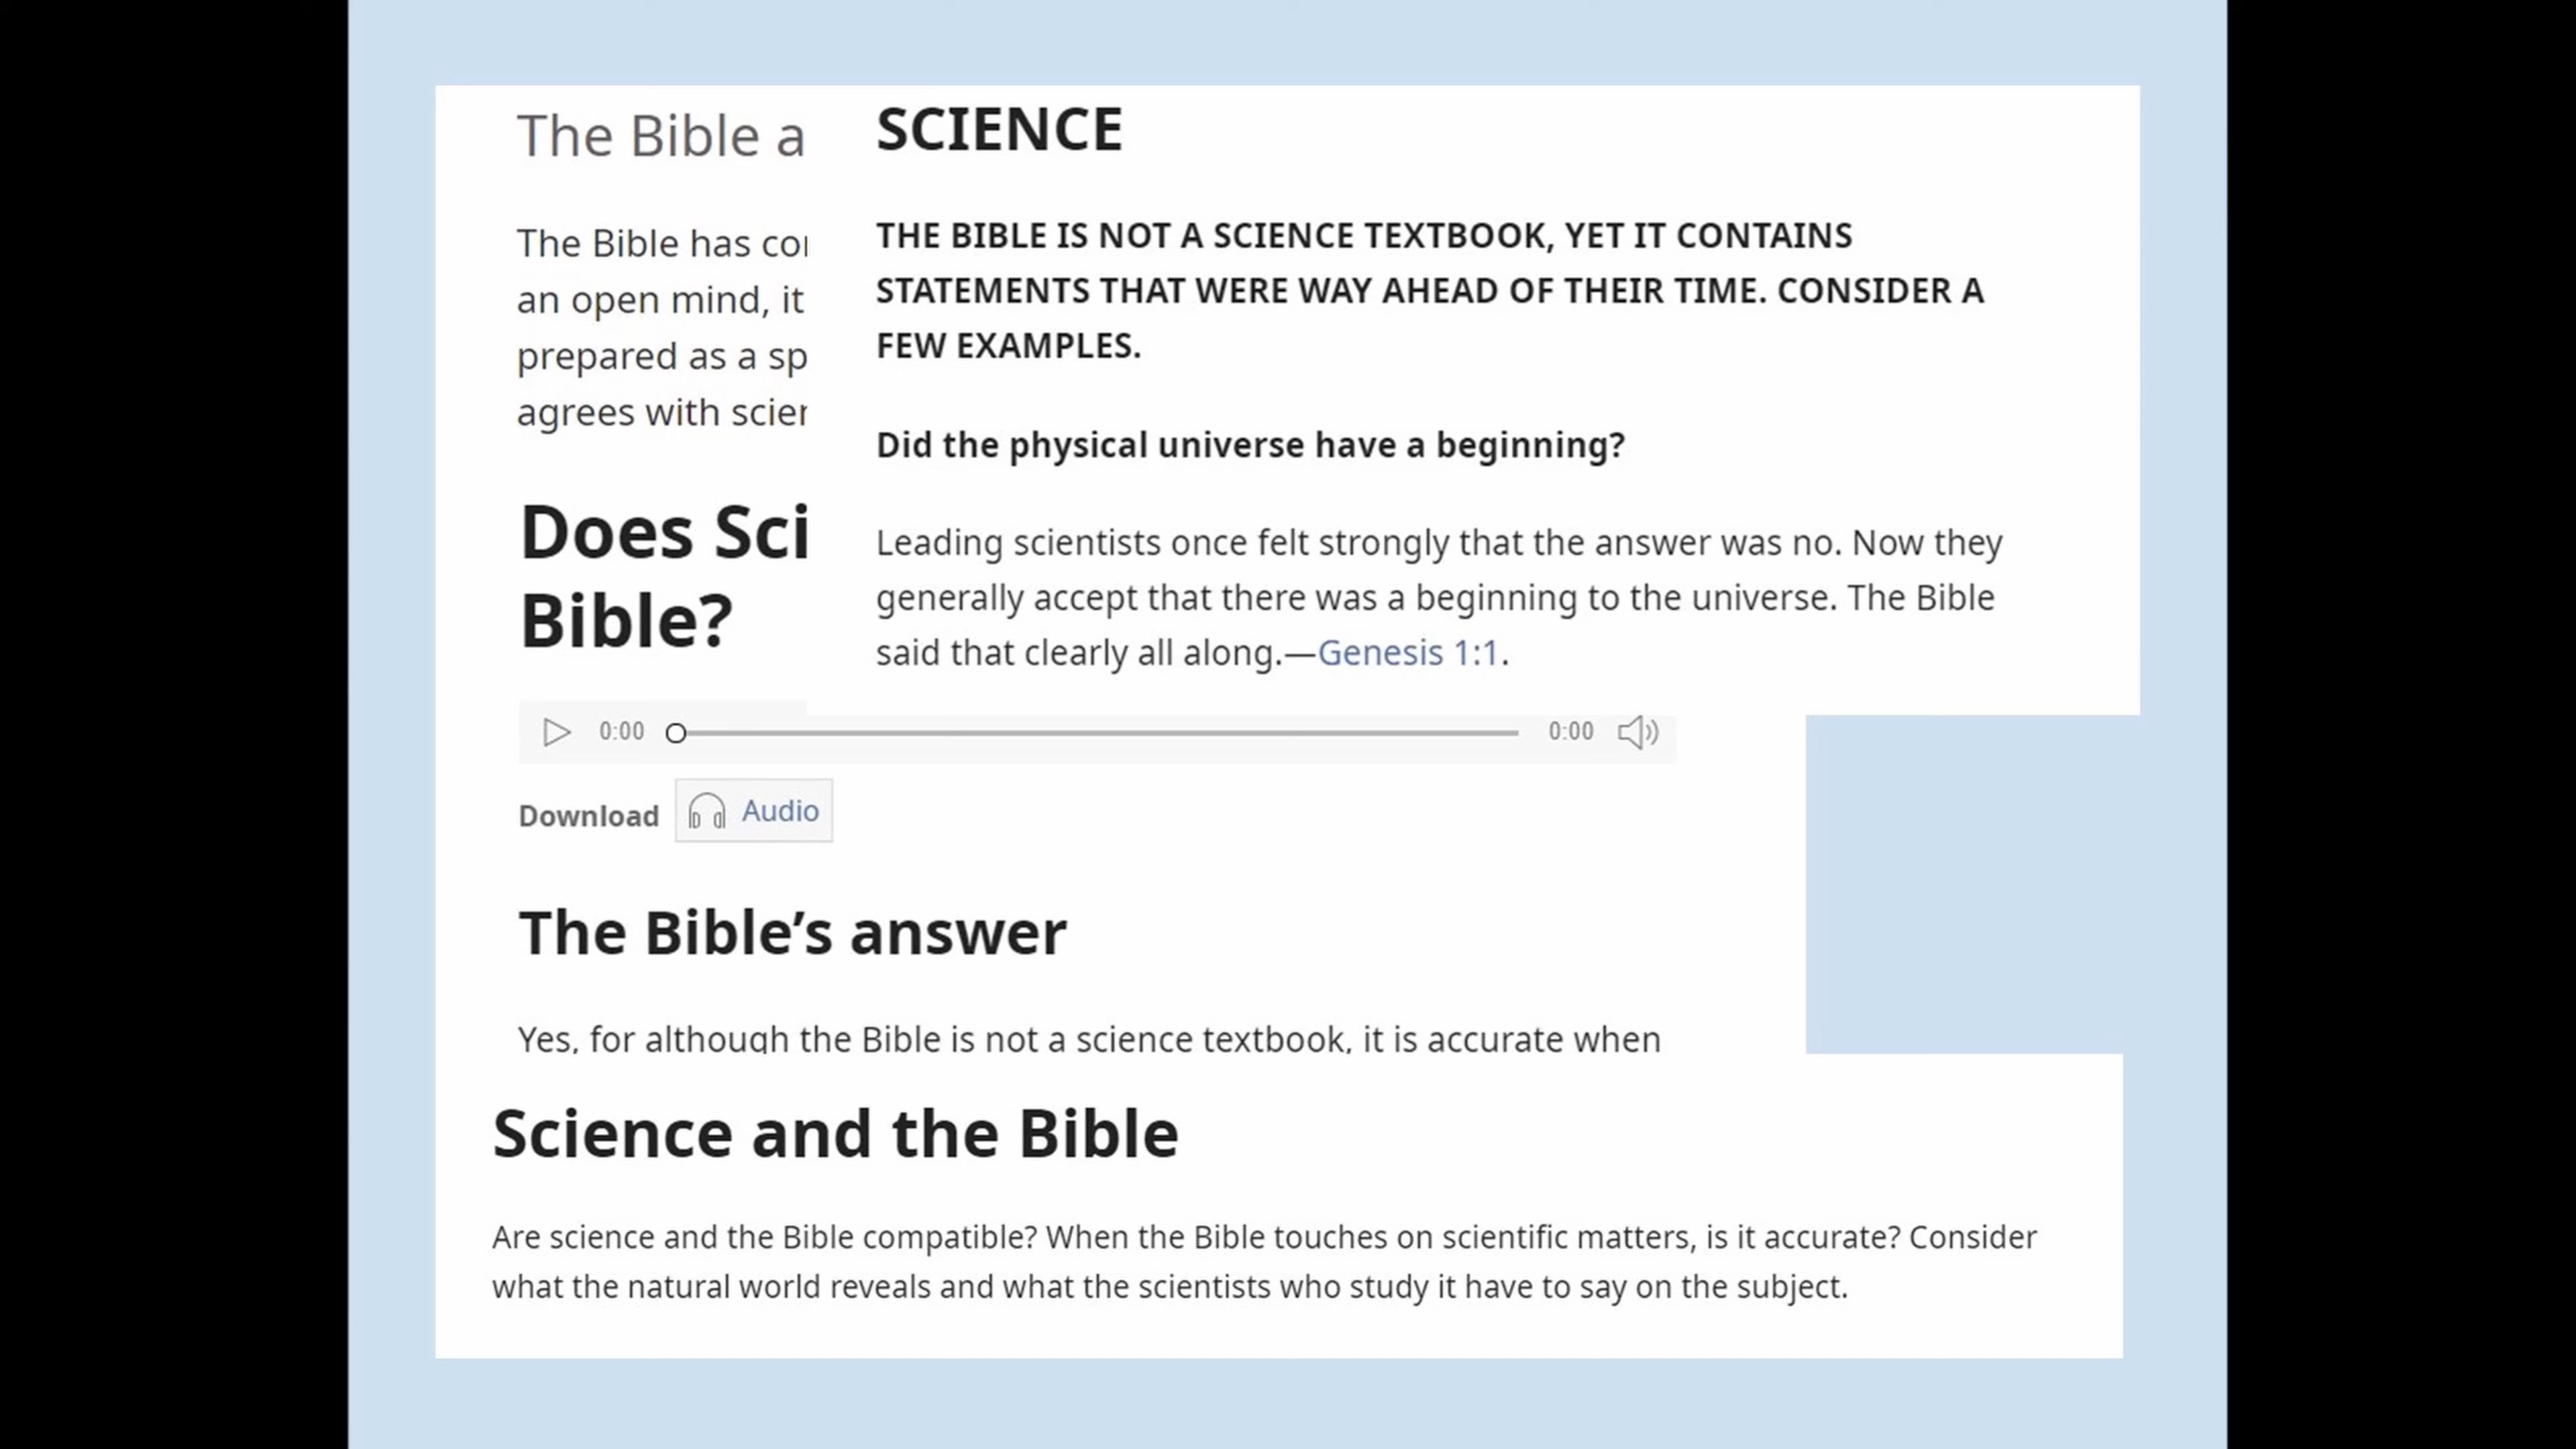 The Bible a
The Bible has
an open mind, it
prepared as a
agrees with
Does
Bible?
SCIENCE
THE BIBLE IS NOT A SCIENCE TEXTBOOK, YET IT CONTAINS
STATEMENTS THAT WERE WAY AHEAD OF THEIR TIME. CONSIDER A
FEW EXAMPLES.
Did the physical universe have a beginning?
Leading scientists once felt strongly that the answer was no. Now they
generally accept that there was a beginning to the universe. The Bible
said that clearly all along.—Genesis 1:1.
0:00 0:00
Download Audio
The Bible’s answer
Yes, for although the Bible is not a science textbook, it is accurate when
Science and the Bible
Are science and the Bible compatible? When the Bible touches on scientific matters, is it accurate? Consider
what the natural world reveals and what the scientists who study it have to say on the subject.